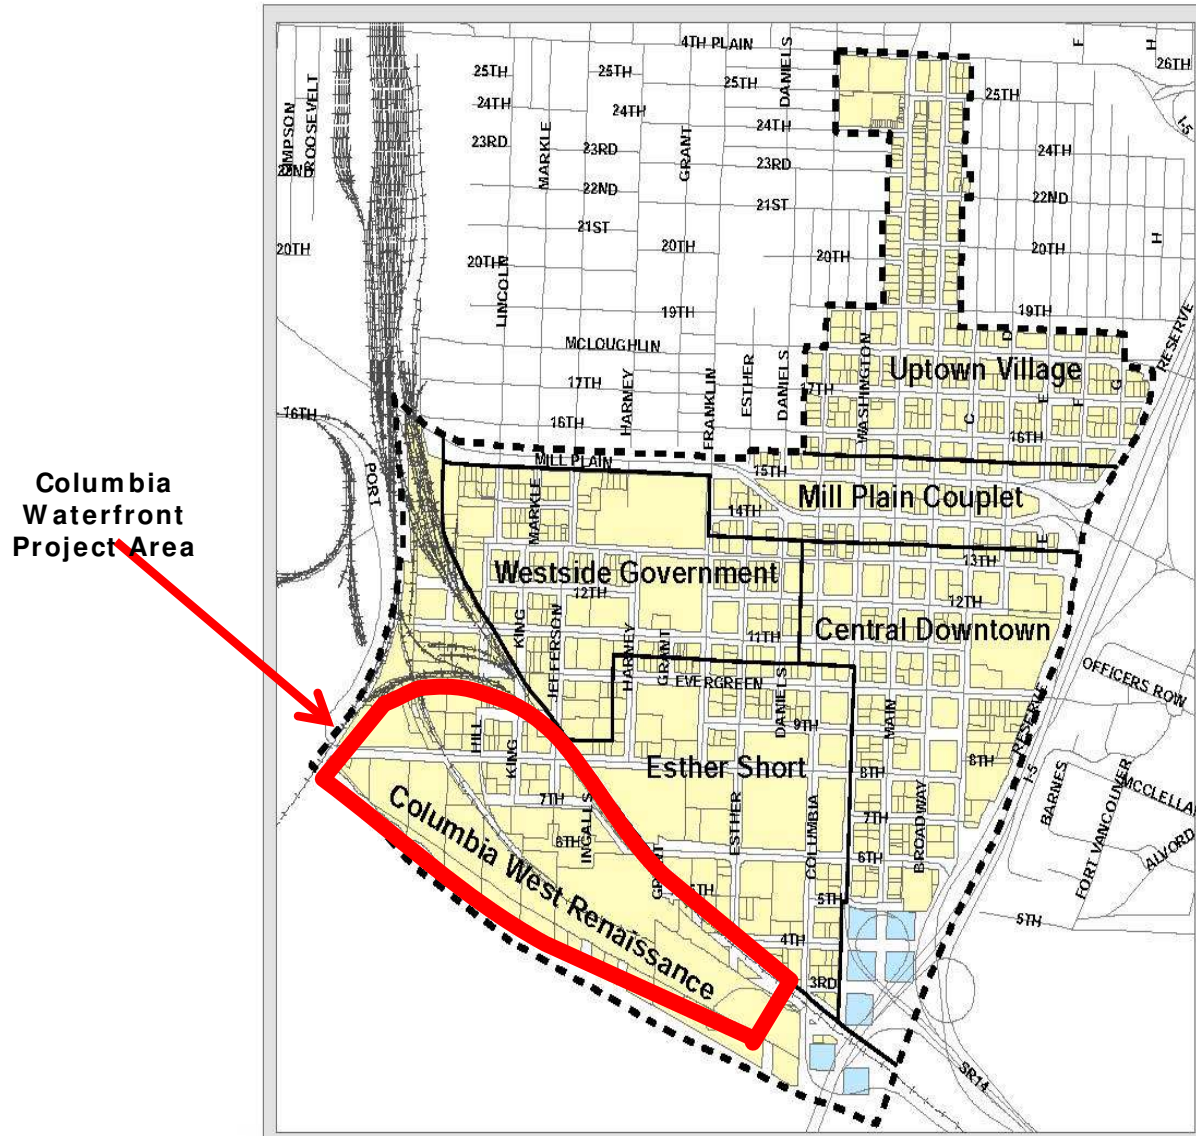 4TH PLAIN
DANIELS
F
H
26TH
25TH
25TH
25TH
25TH
24TH
24TH
24TH
I-5
MPSON
ROOSEVELT
MARKLE
GRANT
23RD
23RD
23RD
24TH
22ND
22ND
22ND
21ST
21ST
20TH
20TH
20TH
20TH
20TH
H
LINCOLN
19TH
19TH
RESERVE
MCLOUGHLIN
D
Uptown Village
17TH
17TH
HARNEY
FRANKLIN
ESTHER
DANIELS
WASHINGTON
C
E
F
G
16TH
16TH
16TH
MILL PLAIN
15TH
PORT
Mill Plain Couplet
MARKLE
14TH
E
13TH
Columbia
Waterfront
Project Area
Westside Government
12TH
12TH
KING
JEFFERSON
HARNEY
GRANT
11TH
Central Downtown
EVERGREEN
DANIELS
OFFICERS ROW
9TH
MAIN
RESERVE
HILL
KING
Esther Short
8TH
8TH
I-5
BARNES
FORT VANCOUVER
MCCLELLA
7TH
INGALLS
ESTHER
COLUMBIA
7TH
BROADWAY
6TH
6TH
ALVORD
Columbia West Renaissance
5TH
5TH
4TH
3RD
SR14